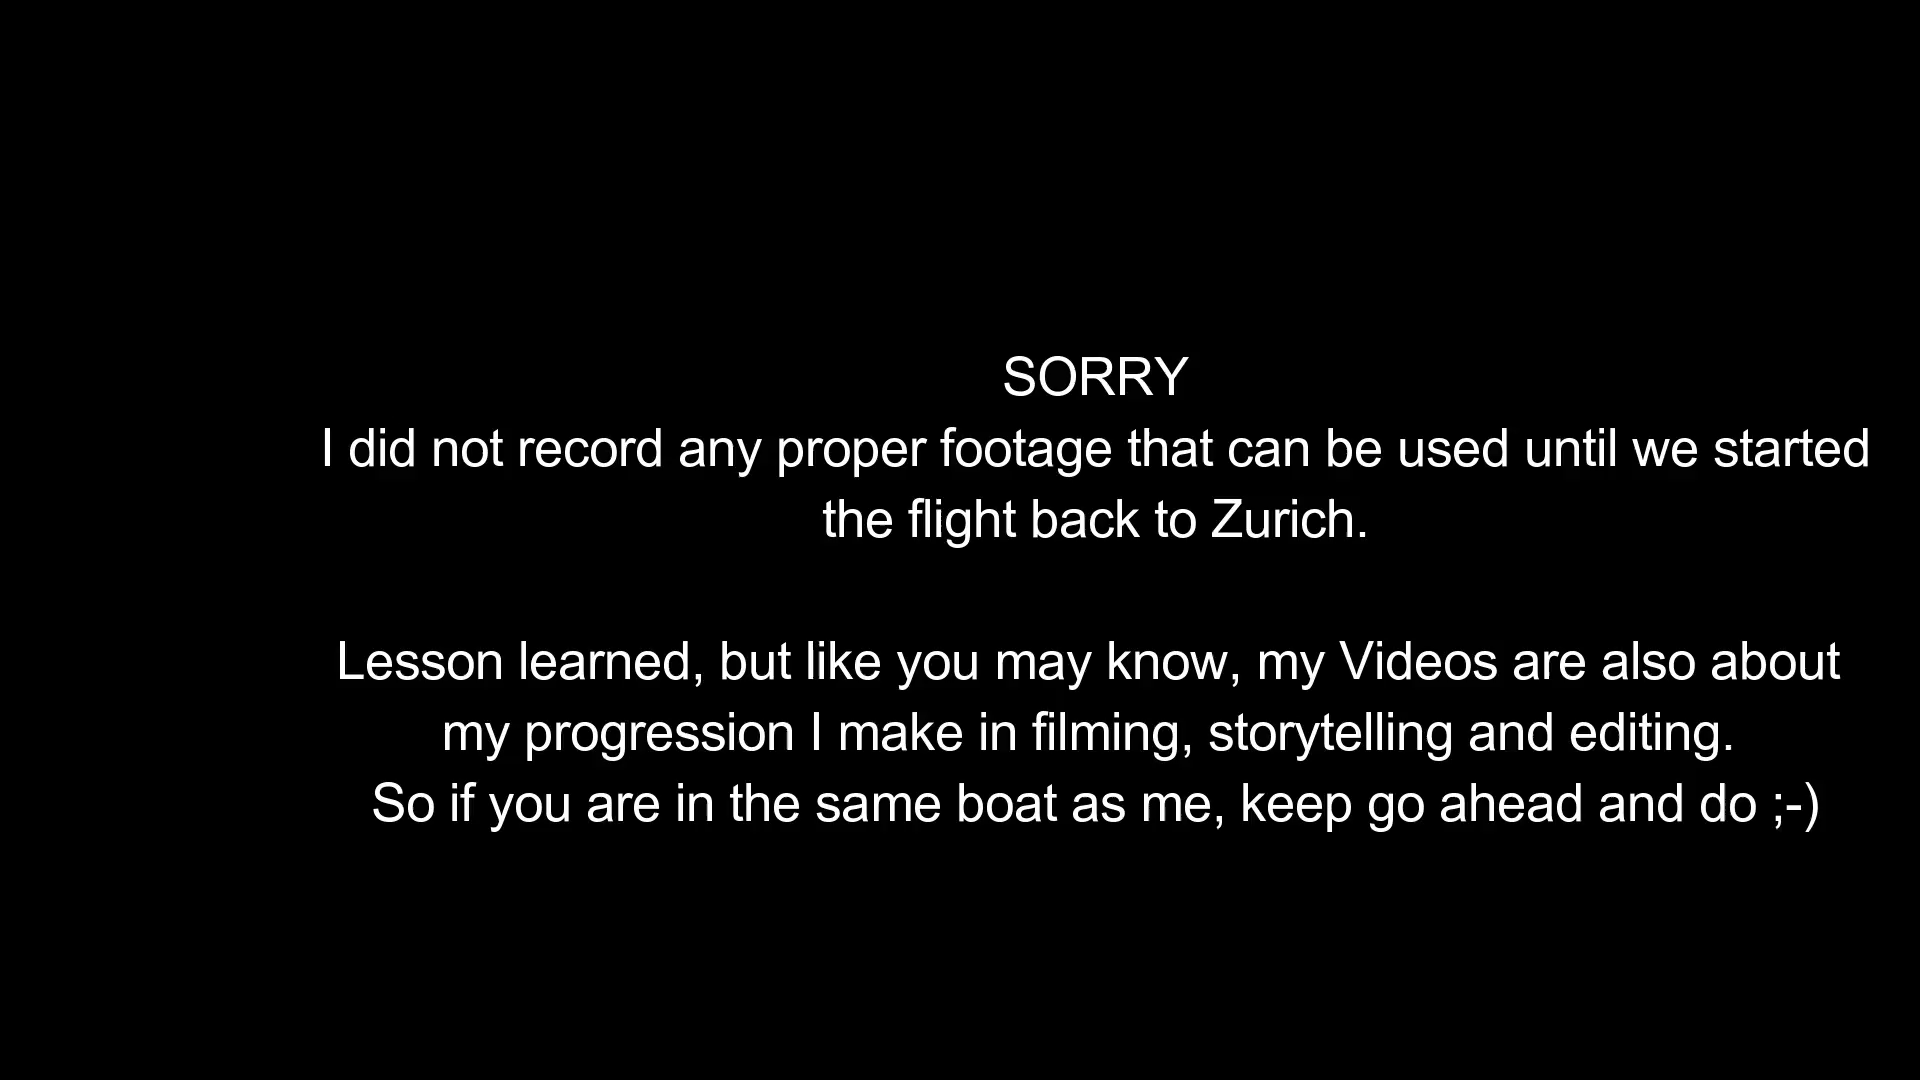 SORRY
I did not record any proper footage that can be used until we started
the flight back to Zurich.
Lesson learned, but like you may know, my Videos are also about
my progression I make in filming, storytelling and editing.
So if you are in the same boat as me, keep go ahead and do ;-)